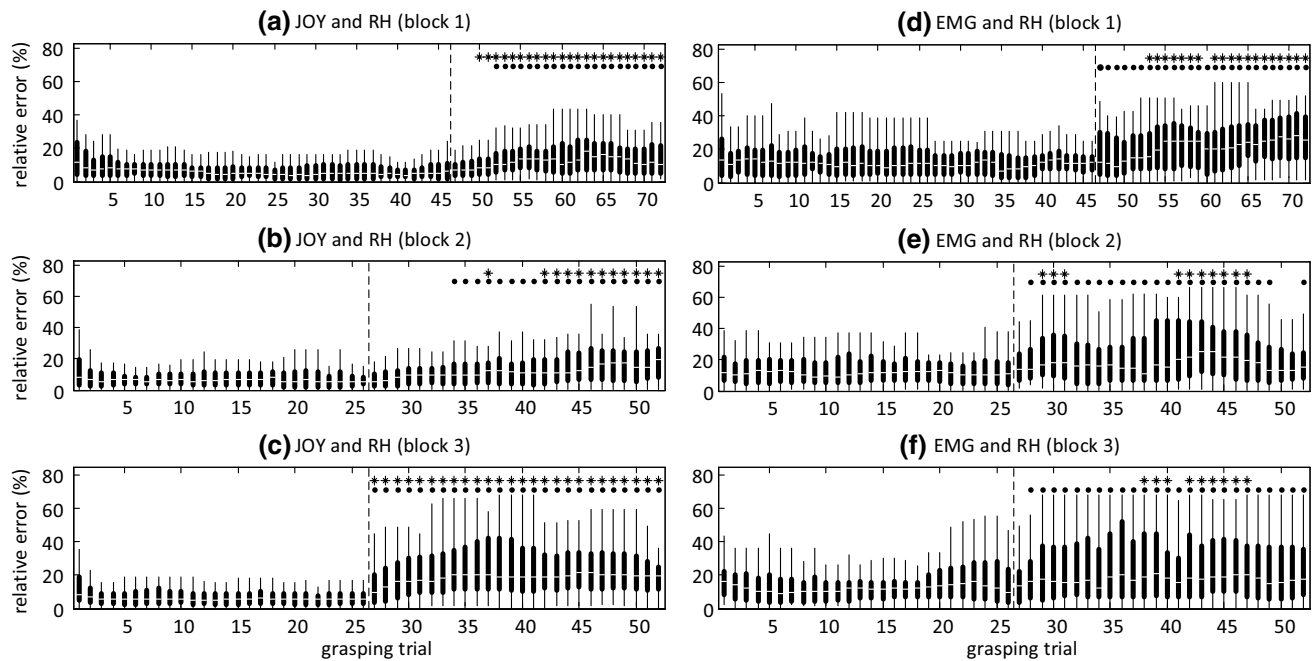 (a) JOY and RH (block 1)
relative error (%)
80
60
40
20
0
5 10 15 20 25 30 35 40 45 50 55 60 65 70
(b) JOY and RH (block 2)
relative error (%)
80
60
40
20
0
5 10 15 20 25 30 35 40 45 50
(c) JOY and RH (block 3)
relative error (%)
80
60
40
20
0
5 10 15 20 25 30 35 40 45 50
grasping trial
(d) EMG and RH (block 1)
80
60
40
20
0
5 10 15 20 25 30 35 40 45 50 55 60 65 70
(e) EMG and RH (block 2)
80
60
40
20
0
5 10 15 20 25 30 35 40 45 50
(f) EMG and RH (block 3)
80
60
40
20
0
5 10 15 20 25 30 35 40 45 50
grasping trial